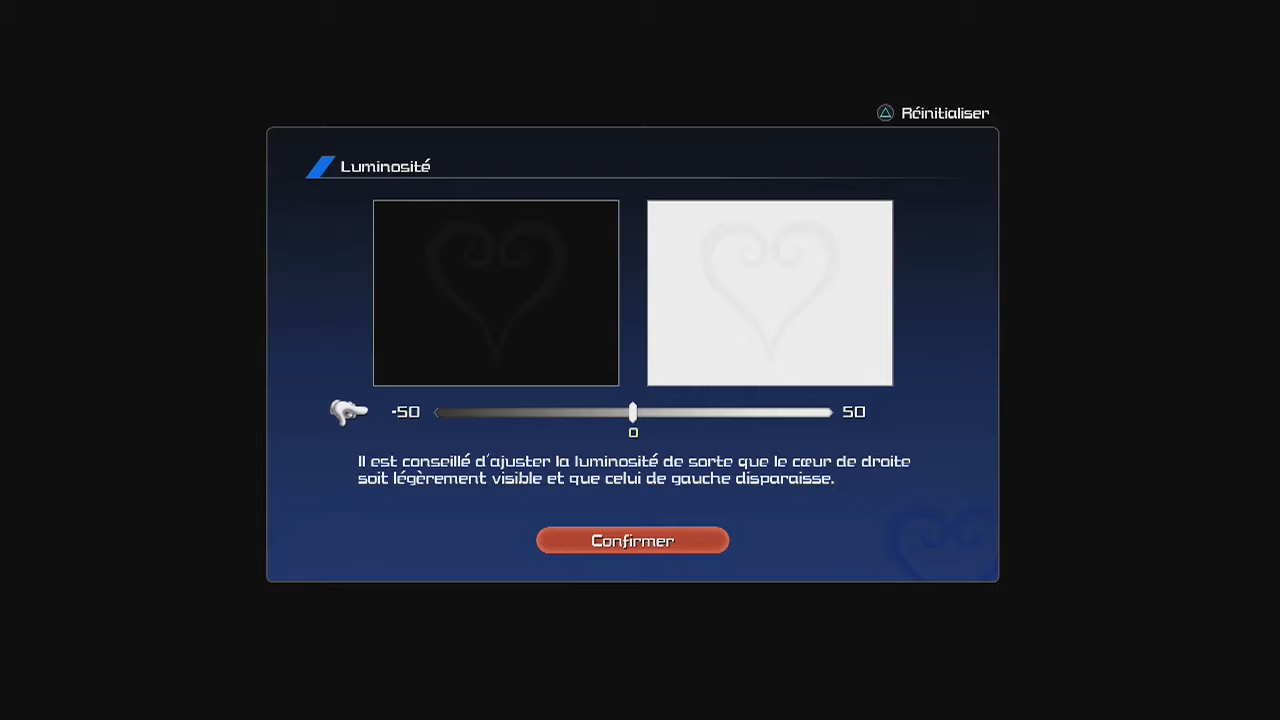 Réinitialiser
Luminosité
-50
50
0
Il est conseillé d'ajuster la luminosité de sorte que le cœur de droite
soit légèrement visible et que celui de gauche disparaisse.
Confirmer